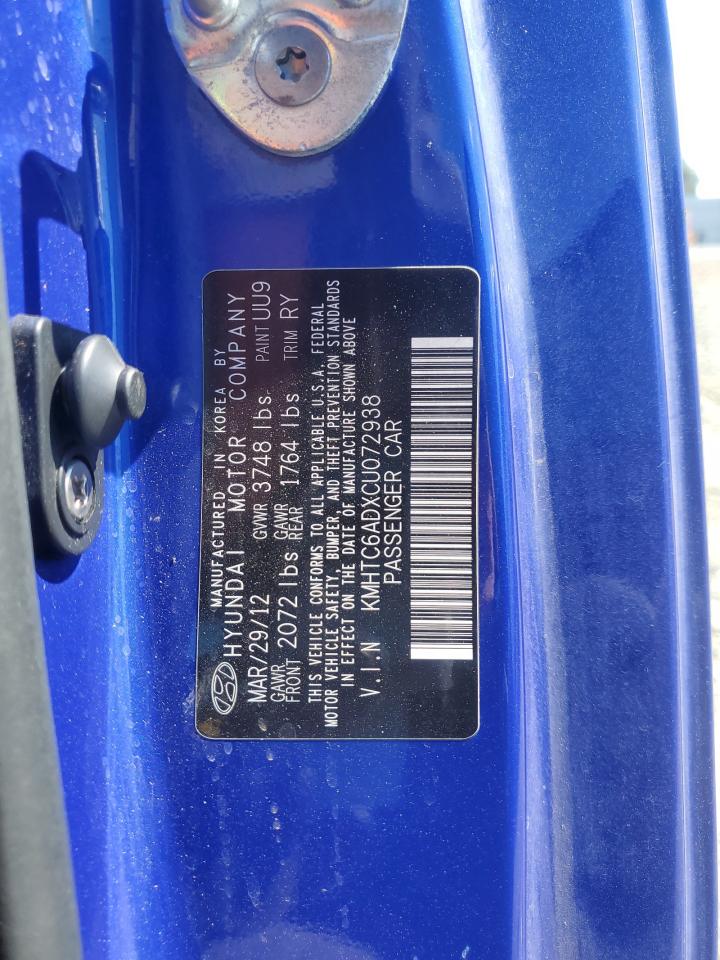 MANUFACTURED IN KOREA BY
HYUNDAI MOTOR COMPANY
MAR/29/12 GVWR 3748 lbs PAINT UU9
GAWR FRONT 2072 lbs GAWR REAR 1764 lbs TRIM RY
THIS VEHICLE CONFORMS TO ALL APPLICABLE U.S.A. FEDERAL
MOTOR VEHICLE SAFETY, BUMPER, AND THEFT PREVENTION STANDARDS
IN EFFECT ON THE DATE OF MANUFACTURE SHOWN ABOVE
V.I.N KMHTC6ADXCU072938
PASSENGER CAR